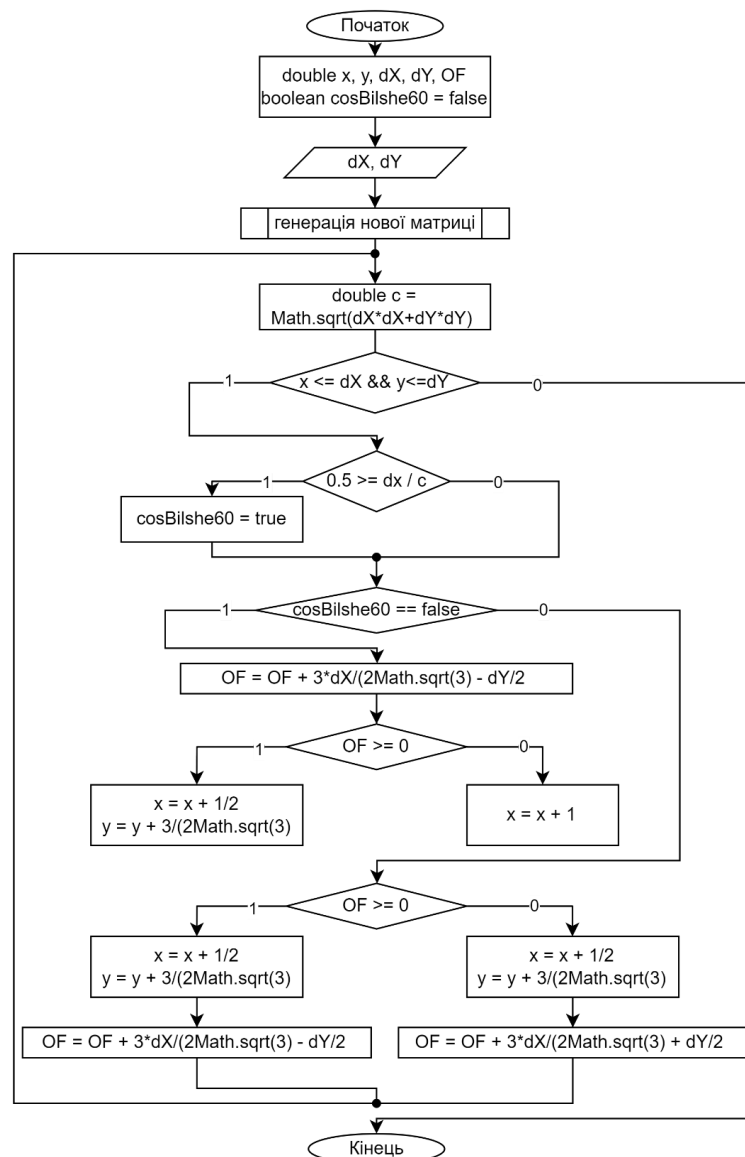 Початок
double x, y, dX, dY, OF
boolean cosBilshe60 = false
dX, dY
генерація нової матриці
double c =
Math.sqrt(dX*dX+dY*dY)
x <= dX && y<=dY
1
0
0.5 >= dx / c
1
0
cosBilshe60 = true
cosBilshe60 == false
1
0
OF = OF + 3*dX/(2Math.sqrt(3) - dY/2
OF >= 0
1
0
x = x + 1/2
y = y + 3/(2Math.sqrt(3)
x = x + 1
OF >= 0
1
0
x = x + 1/2
y = y + 3/(2Math.sqrt(3)
x = x + 1/2
y = y + 3/(2Math.sqrt(3)
OF = OF + 3*dX/(2Math.sqrt(3) - dY/2
OF = OF + 3*dX/(2Math.sqrt(3) + dY/2
Кінець